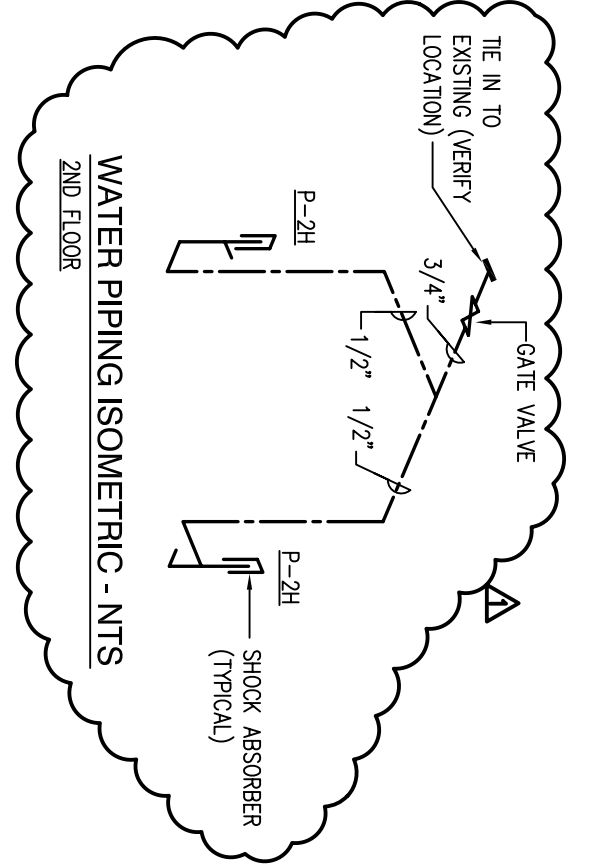 TIE IN TO
EXISTING (VERIFY
LOCATION)
GATE VALVE
3/4"
1/2"
1/2"
P-2H
P-2H
1
SHOCK ABSORBER
(TYPICAL)
WATER PIPING ISOMETRIC - NTS
2ND FLOOR